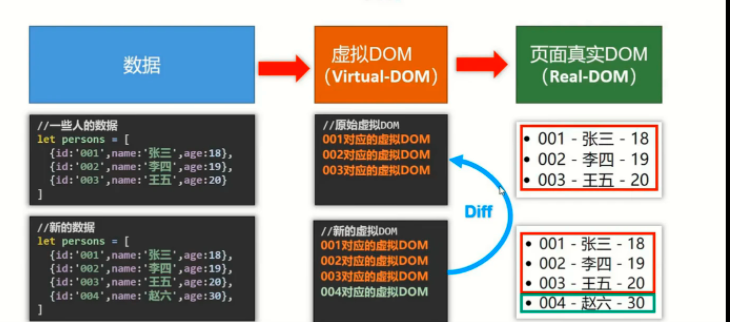 数据
虚拟DOM
（Virtual-DOM）
页面真实DOM
（Real-DOM）
//一些人的数据
let persons = [
{id:'001',name:'张三',age:18},
{id:'002',name:'李四',age:19},
{id:'003',name:'王五',age:20}
]
//原始虚拟DOM
001对应的虚拟DOM
002对应的虚拟DOM
003对应的虚拟DOM
• 001 - 张三 - 18
• 002 - 李四 - 19
• 003 - 王五 - 20
Diff
//新的数据
let persons = [
{id:'001',name:'张三',age:18},
{id:'002',name:'李四',age:19},
{id:'003',name:'王五',age:20},
{id:'004',name:'赵六',age:30},
]
//新的虚拟DOM
001对应的虚拟DOM
002对应的虚拟DOM
003对应的虚拟DOM
004对应的虚拟DOM
• 001 - 张三 - 18
• 002 - 李四 - 19
• 003 - 王五 - 20
• 004 - 赵六 - 30